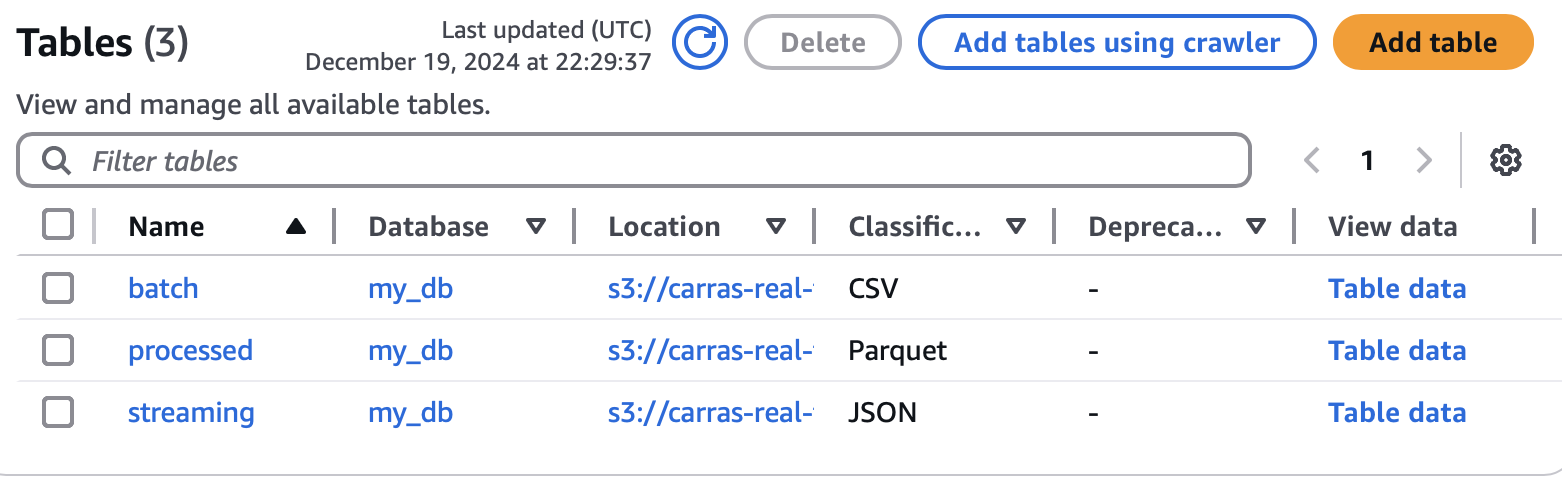 Tables (3)
Last updated (UTC)
December 19, 2024 at 22:29:37
Delete
Add tables using crawler
Add table
View and manage all available tables.
Filter tables
1
Name Database Location Classific... Depreca... View data
batch my_db s3://carras-real- CSV - Table data
processed my_db s3://carras-real- Parquet - Table data
streaming my_db s3://carras-real- JSON - Table data